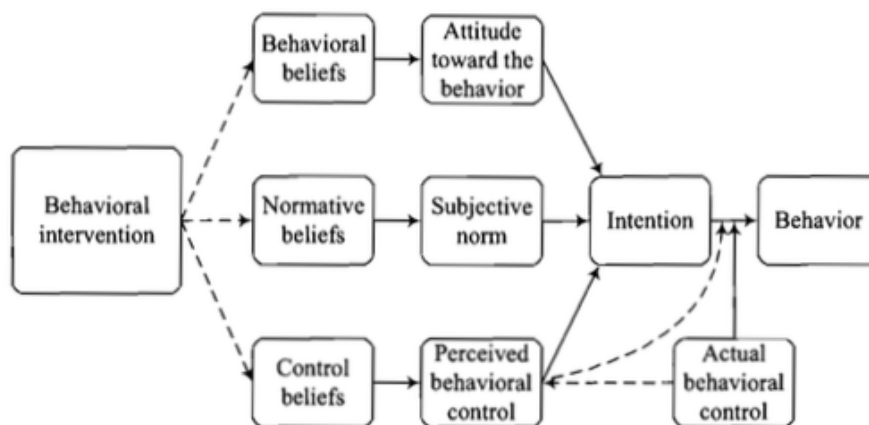 Behavioral
beliefs
Attitude
toward the
behavior
Behavioral
intervention
Normative
beliefs
Subjective
norm
Intention
Behavior
Control
beliefs
Perceived
behavioral
control
Actual
behavioral
control